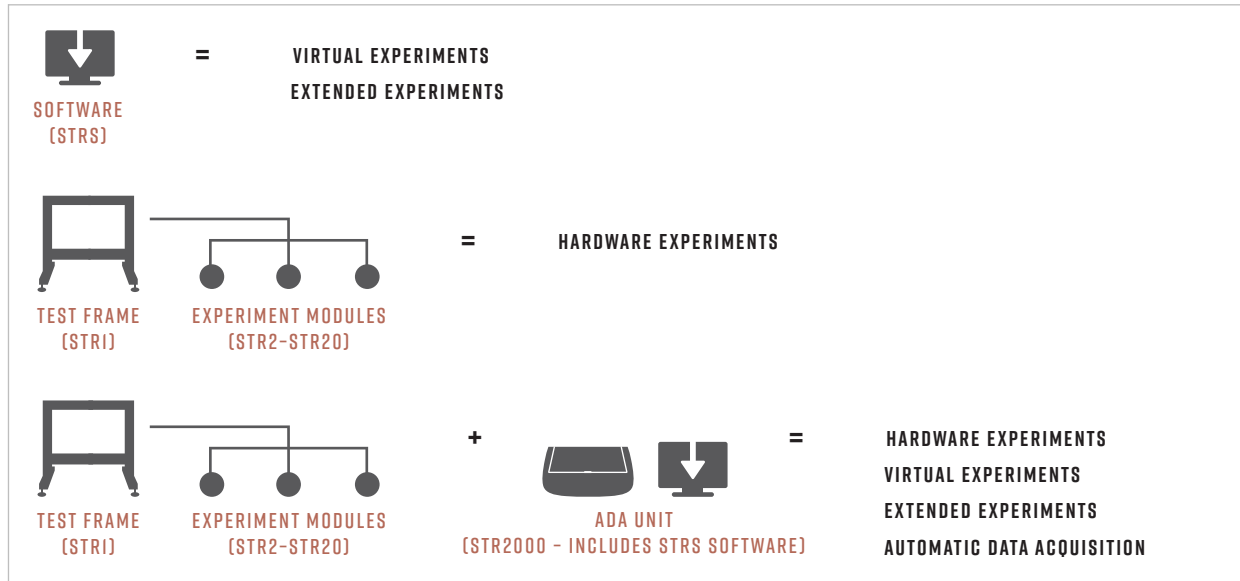 =
VIRTUAL EXPERIMENTS
EXTENDED EXPERIMENTS
SOFTWARE
(STRS)
=
HARDWARE EXPERIMENTS
TEST FRAME
(STR1)
EXPERIMENT MODULES
(STR2–STR20)
+
=
HARDWARE EXPERIMENTS
VIRTUAL EXPERIMENTS
EXTENDED EXPERIMENTS
AUTOMATIC DATA ACQUISITION
TEST FRAME
(STR1)
EXPERIMENT MODULES
(STR2–STR20)
ADA UNIT
(STR2000 – INCLUDES STRS SOFTWARE)